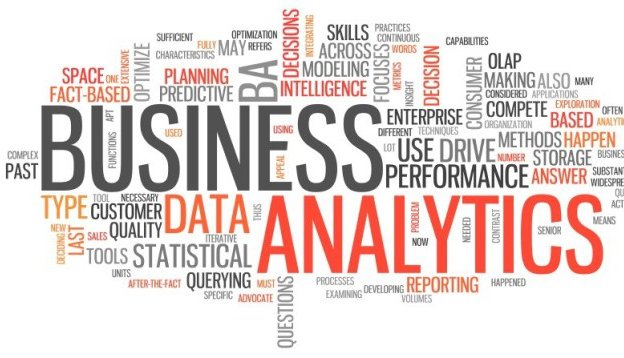 SUFFICIENT
OPTIMIZATION
REFERS
FULLY
MAY
CHARACTERISTICS
DECISIONS
INTEGRATING
SKILLS
ACROSS
MODELING
INTELLIGENCE
FOCUSES
PRACTICES
CONTINUOUS
WORDS
METRICS
INSIGHT
DECISION
CAPABILITIES
CONSUMER
OLAP
MAKING
ALSO
MANY
CONSIDERED
APPLICATIONS
SPACE
ONE
EXTENSIVE
OPTIMIZE
PLANNING
FACT-BASED
PREDICTIVE
BA
ENTERPRISE
COMPETE
EXPLORATION
BASED
OFTEN
ORGANIZATION
BUSINESS
APT
FUNCTIONS
USED
USING
APPEAL
DIFFERENT
TECHNIQUES
METHODS
HAPPEN
LOT
USE
DRIVE
NUMBER
STORAGE
COMPLEX
PAST
PERFORMANCE
ANSWER
TYPE
TOOL
NECESSARY
CUSTOMER
DATA
THUS
ANALYTICS
QUALITY
NEW
DECIDING
LAST
SALES
ITERATIVE
TOOLS
STATISTICAL
PROBLEM
NOW
NEEDED
CONTRAST
SENIOR
MEANS
UNITS
AFTER-THE-FACT
QUERYING
MUST
SPECIFIC
ADVOCATE
QUESTIONS
PROCESSES
EXAMINING
DEVELOPING
REPORTING
VOLUMES
HAPPENED